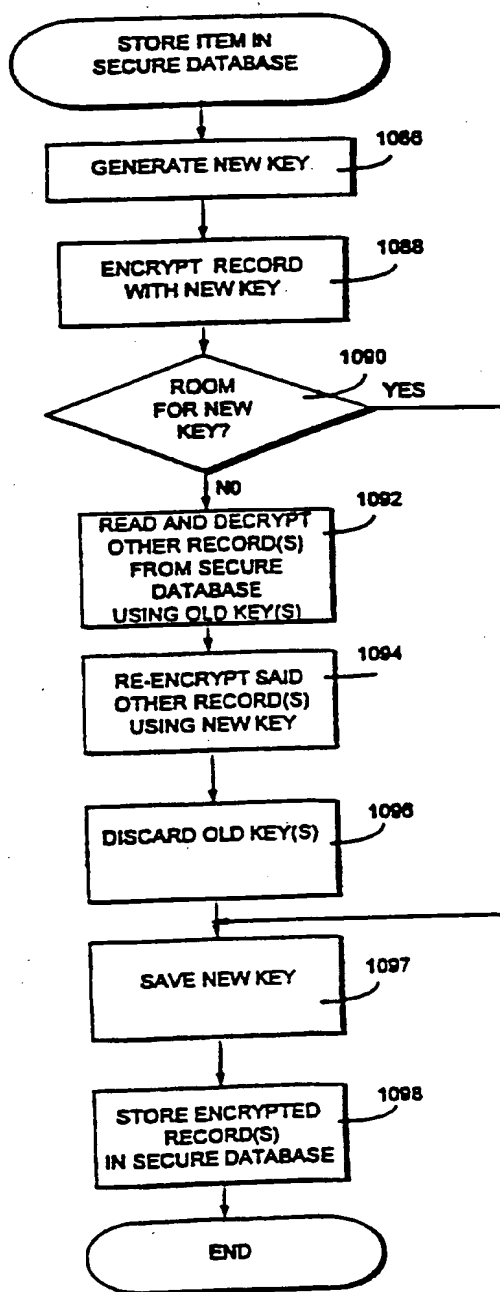 STORE ITEM IN
SECURE DATABASE
1086
GENERATE NEW KEY
1088
ENCRYPT RECORD
WITH NEW KEY
1090
ROOM
FOR NEW
KEY?
YES
NO
1092
READ AND DECRYPT
OTHER RECORD(S)
FROM SECURE
DATABASE
USING OLD KEY(S)
1094
RE-ENCRYPT SAID
OTHER RECORD(S)
USING NEW KEY
1096
DISCARD OLD KEY(S)
SAVE NEW KEY
1097
1098
STORE ENCRYPTED
RECORD(S)
IN SECURE DATABASE
END